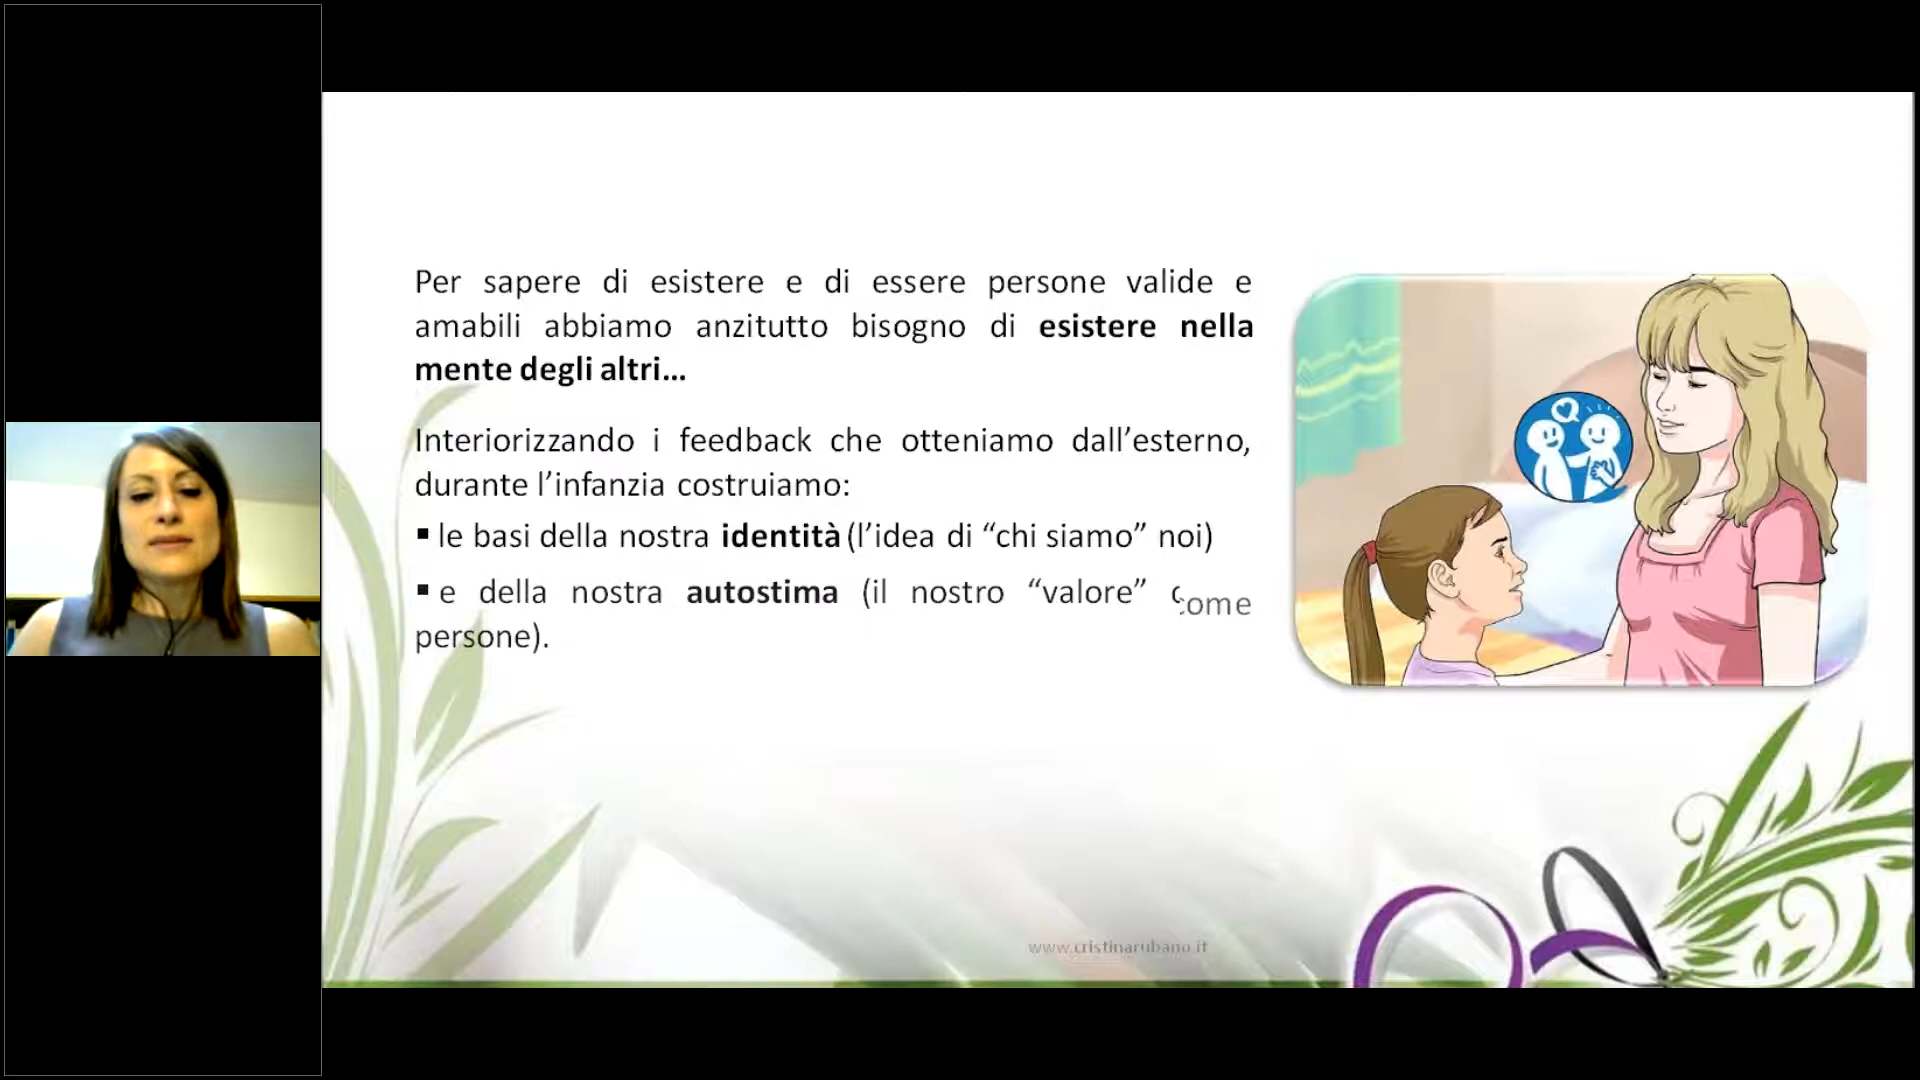 Per sapere di esistere e di essere persone valide e
amabili abbiamo anzitutto bisogno di esistere nella
mente degli altri...
Interiorizzando i feedback che otteniamo dall’esterno,
durante l’infanzia costruiamo:
▪ le basi della nostra identità (l’idea di “chi siamo” noi)
▪ e della nostra autostima (il nostro “valore” come
persone).
www.cristinarubano.it